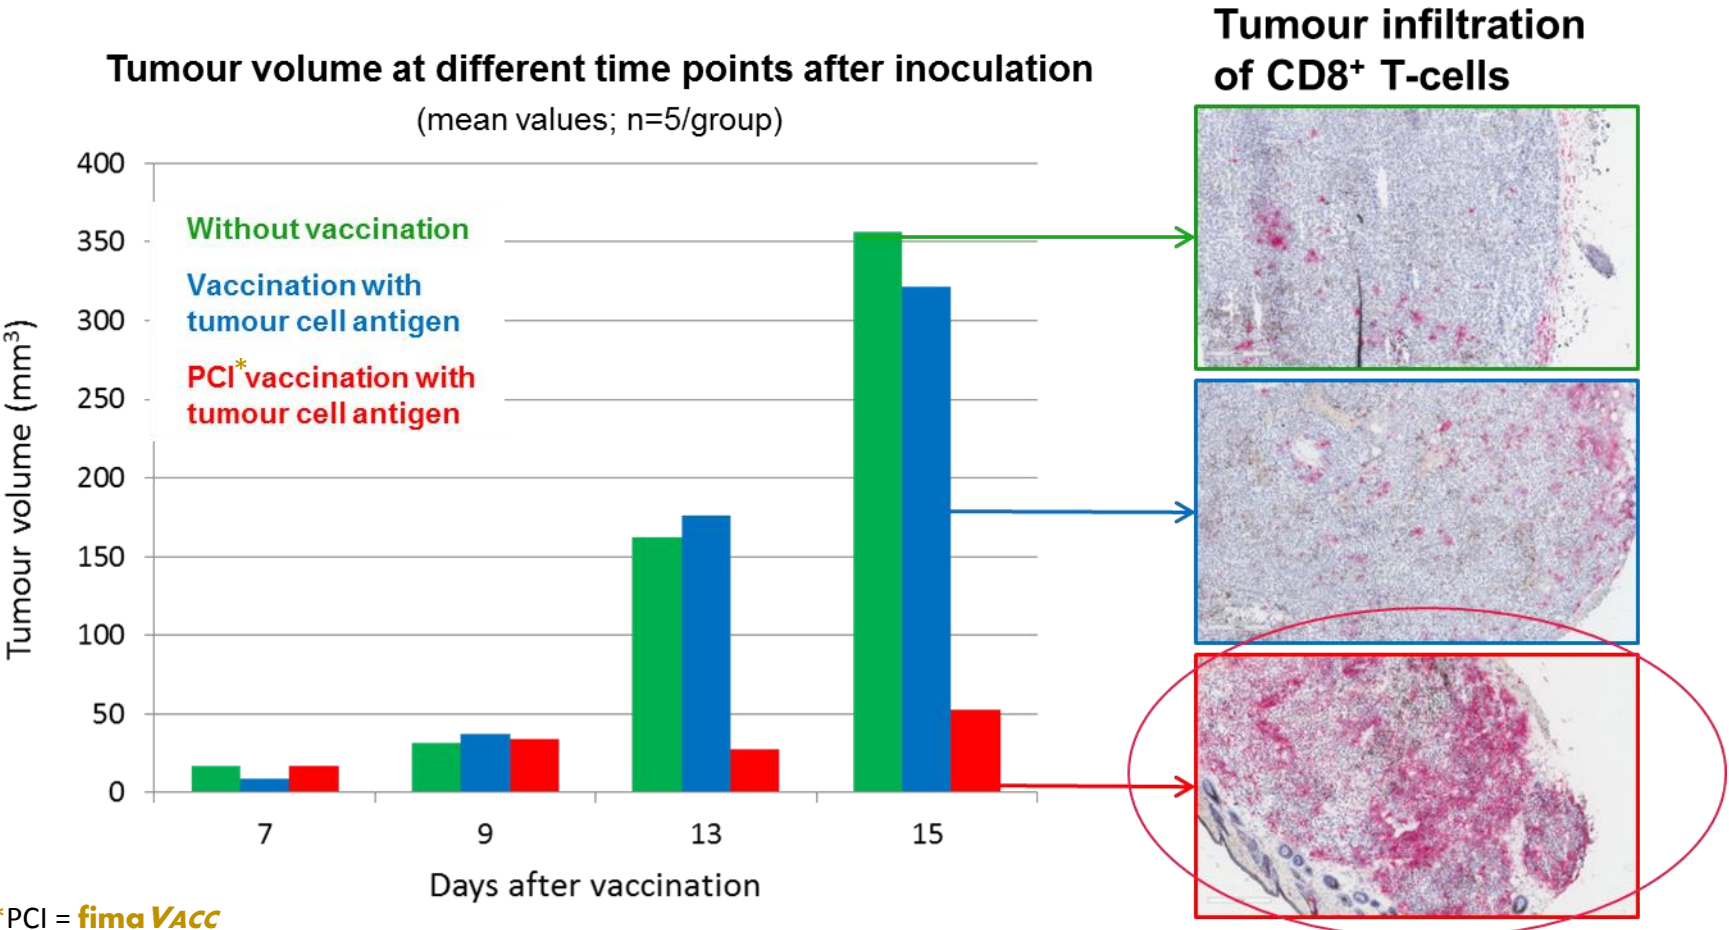 Tumour volume at different time points after inoculation
(mean values; n=5/group)
Tumour infiltration
of CD8⁺ T-cells
Tumour volume (mm³)
400
350
300
250
200
150
100
50
0
Without vaccination
Vaccination with
tumour cell antigen
PCI*vaccination with
tumour cell antigen
7 9 13 15
Days after vaccination
*PCI = fimaVACC